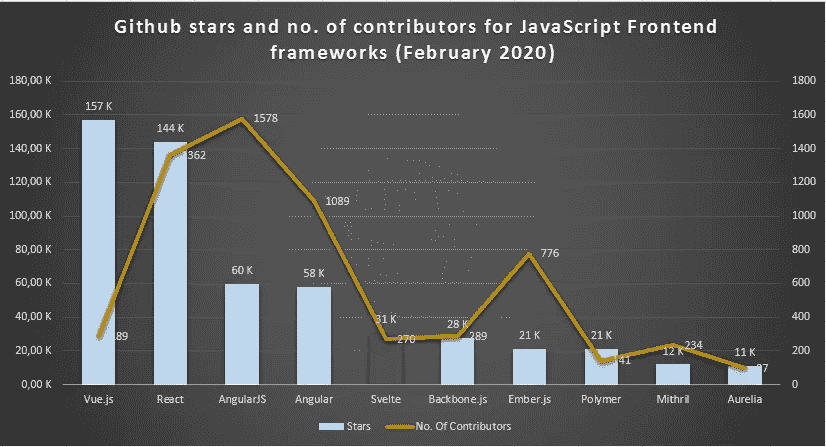 Github stars and no. of contributors for JavaScript Frontend
frameworks (February 2020)
180,00 K
160,00 K
140,00 K
120,00 K
100,00 K
80,00 K
60,00 K
40,00 K
20,00 K
0,00 K
157 K
144 K
60 K
58 K
31 K
28 K
21 K
21 K
12 K
11 K
89
362
1578
1089
270
289
776
41
234
1800
1600
1400
1200
1000
800
600
400
200
0
Vue.js
React
AngularJS
Angular
Svelte
Backbone.js
Ember.js
Polymer
Mithril
Aurelia
Stars
No. Of Contributors